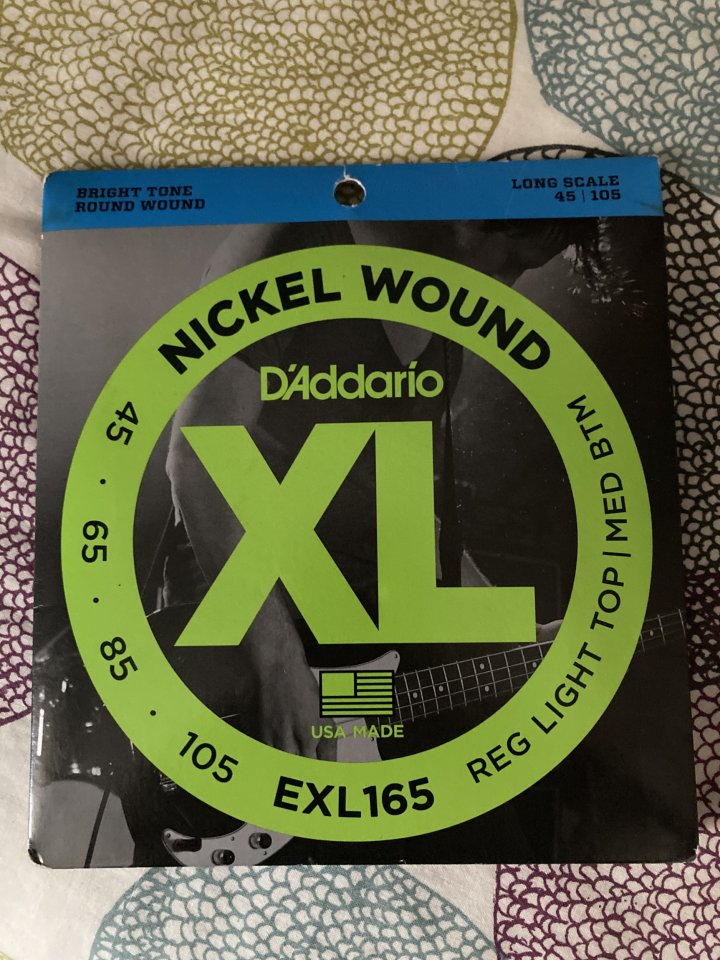 BRIGHT TONE
ROUND WOUND
LONG SCALE
45 | 105
NICKEL WOUND
D'Addario
XL
USA MADE
45 · 65 · 85 · 105
EXL165
REG LIGHT TOP | MED BTM